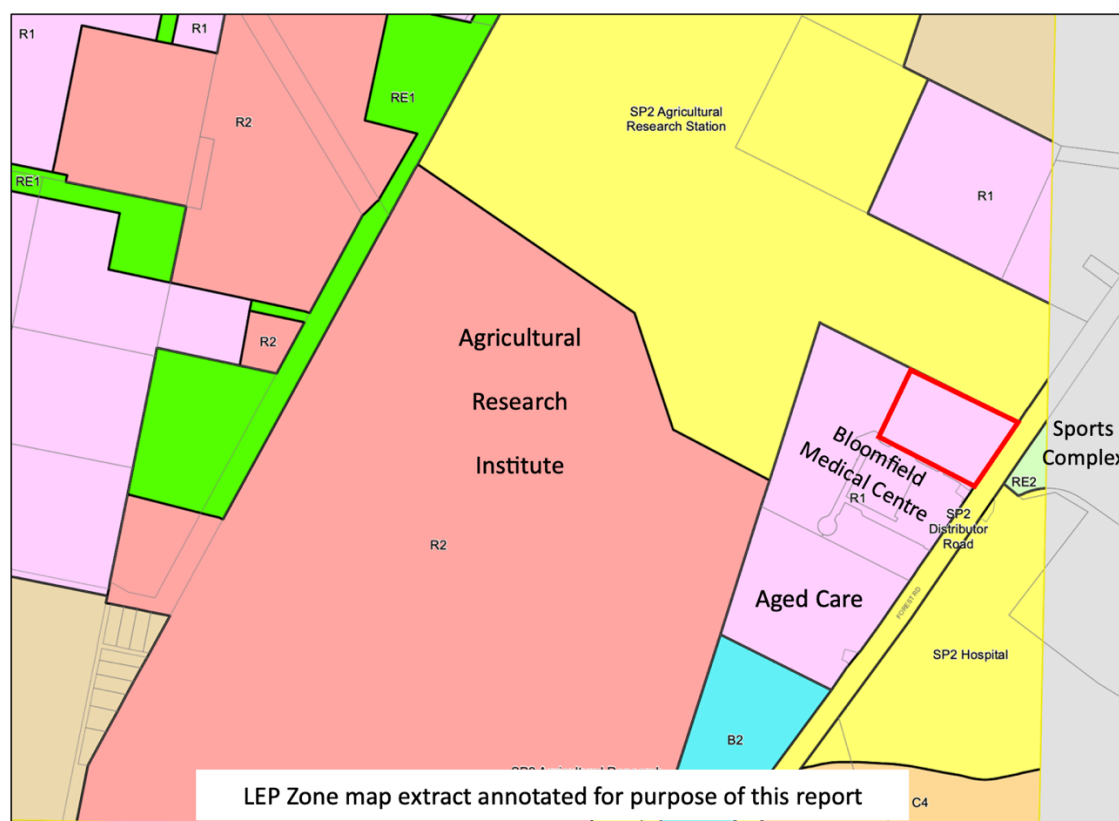 R1
R1
RE1
R2
SP2 Agricultural
Research Station
RE1
R1
R2
Agricultural
Research
Institute
Bloomfield
Medical Centre
R1
Sports
Complex
RE2
SP2
Distributor
Road
R2
Aged Care
FOREST RD
SP2 Hospital
B2
LEP Zone map extract annotated for purpose of this report
C4